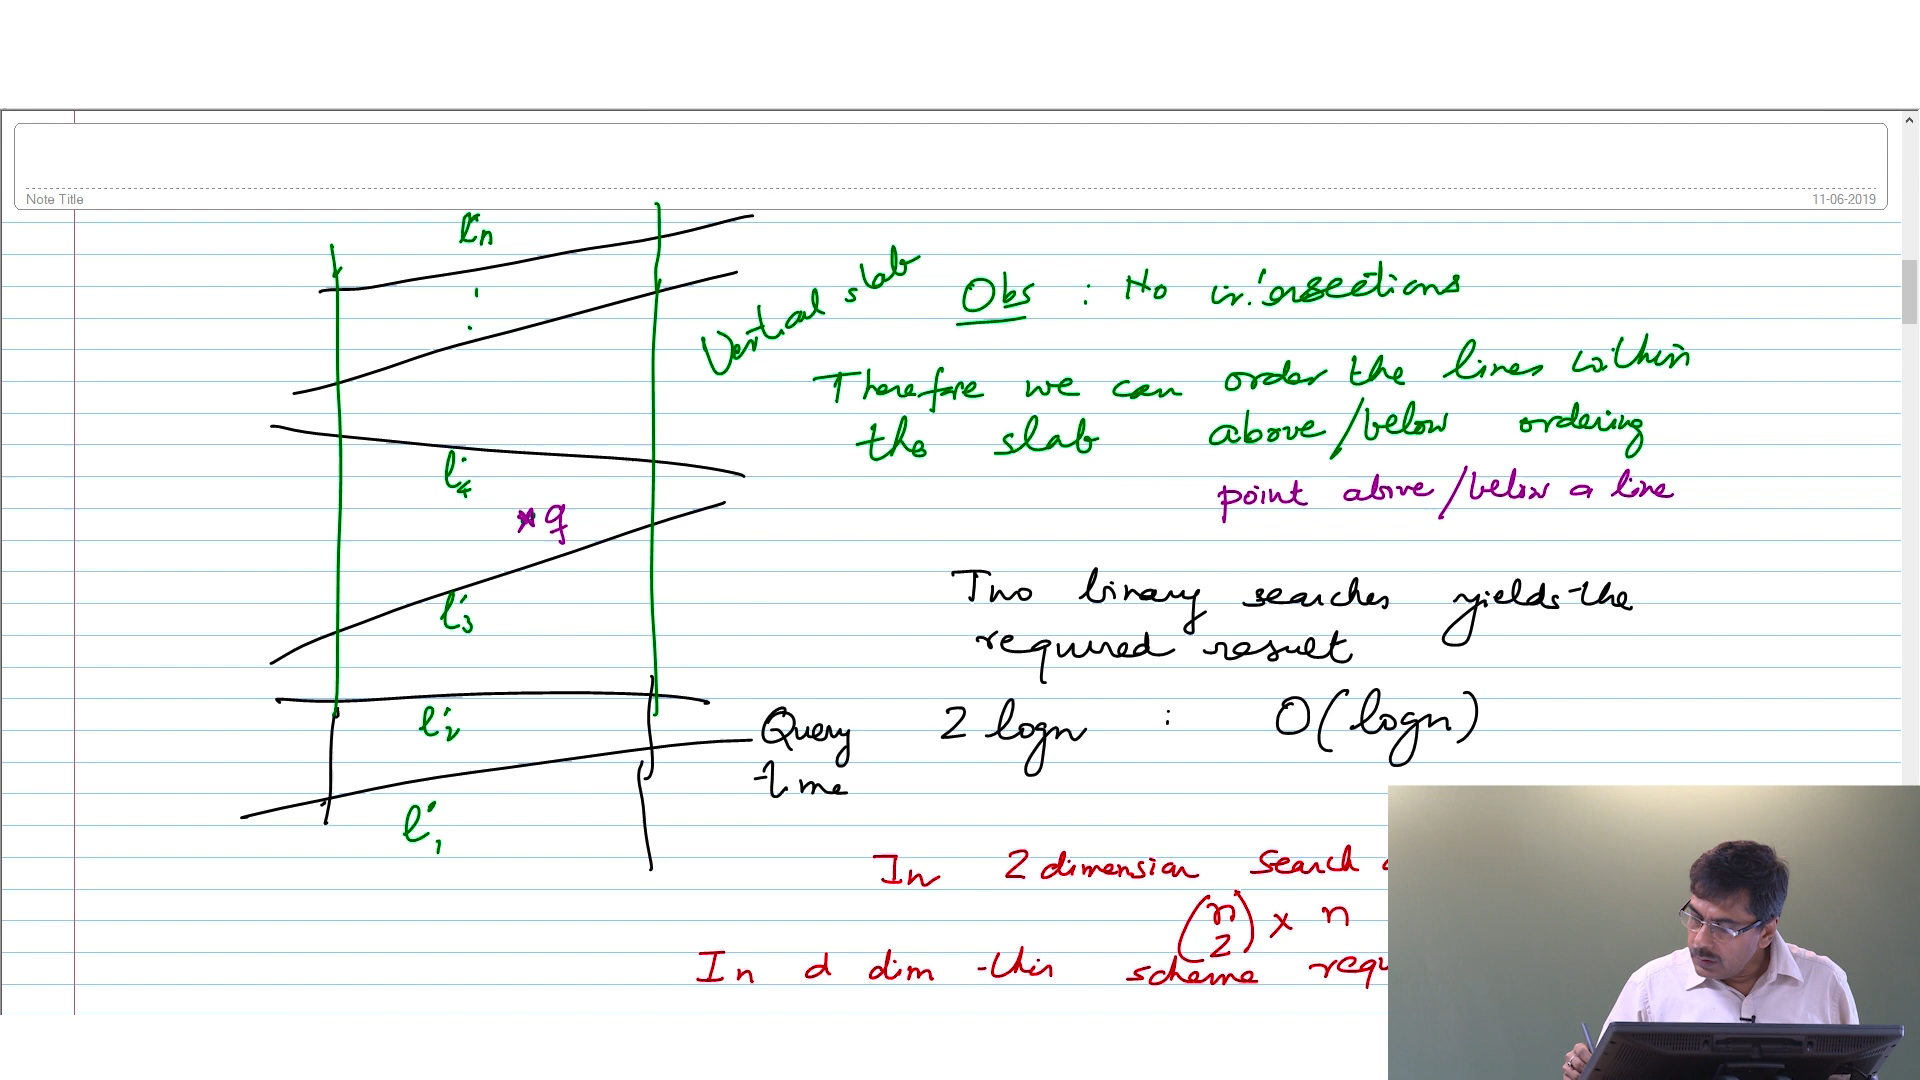 Note Title
11-06-2019
lₙ
Vertical slab
Obs : No intersections
Therefore we can order the lines within
the slab above/below ordering
l₄
point above/below a line
q
Two binary searches yields the
l₃
required result
l₂
Query 2 logn : O(logn)
time
l₁
In 2 dimension Search
(n 2) × n
In d dim this scheme